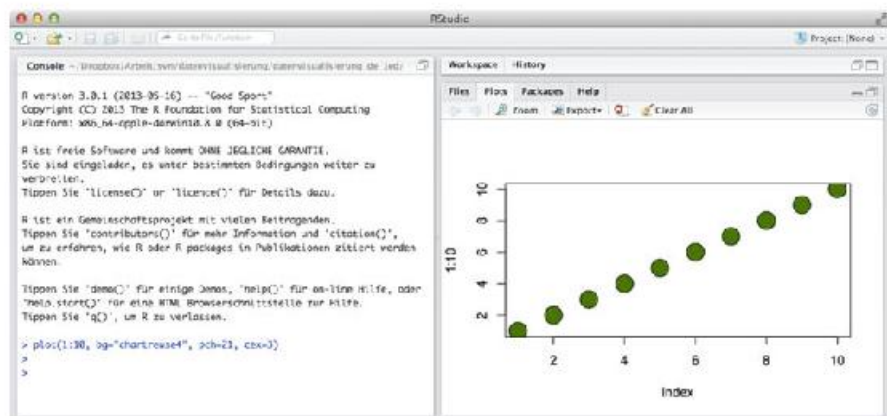 RStudio
Go to File/Function
Project: (None)
Console
Workspace History
R version 3.0.1 (2013-05-16) -- "Good Sport"
Copyright (C) 2013 The R Foundation for Statistical Computing
Platform: x86_64-apple-darwin10.8.0 (64-bit)
R ist freie Software und kommt OHNE JEGLICHE GARANTIE.
Sie sind eingeladen, es unter bestimmten Bedingungen weiter zu
verbreiten.
Tippen Sie 'license()' or 'licence()' für Details dazu.
R ist ein Gemeinschaftsprojekt mit vielen Beitragenden.
Tippen Sie 'contributors()' für mehr Information und 'citation()',
um zu erfahren, wie R oder R packages in Publikationen zitiert werden
können.
Tippen Sie 'demo()' für einige Demos, 'help()' für on-line Hilfe, oder
'help.start()' für eine HTML Browserschnittstelle zur Hilfe.
Tippen Sie 'q()', um R zu verlassen.
> plot(1:10, bg="chartreuse4", pch=21, cex=3)
>
>
Files Plots Packages Help
Zoom Export Clear All
1:10
10
8
6
4
2
2 4 6 8 10
Index